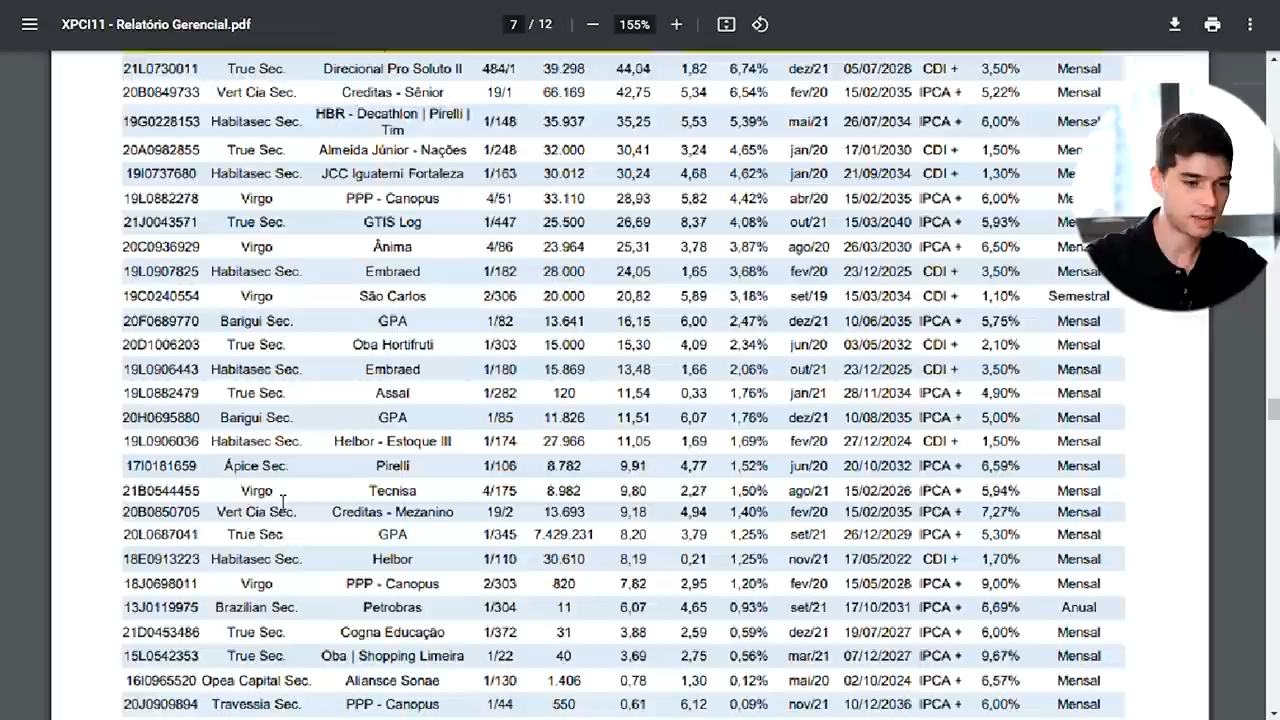 XPCI11 - Relatório Gerencial.pdf 7 / 12 155%
21L0730011 True Sec. Direcional Pro Soluto II 484/1 39.298 44,04 1,82 6,74% dez/21 05/07/2028 CDI + 3,50% Mensal
20B0849733 Vert Cia Sec. Creditas - Sênior 19/1 66.169 42,75 5,34 6,54% fev/20 15/02/2035 IPCA + 5,22% Mensal
19G0228153 Habitasec Sec. HBR - Decathlon | Pirelli | Tim 1/148 35.937 35,25 5,53 5,39% mai/21 26/07/2034 IPCA + 6,00%
20A0982855 True Sec. Almeida Júnior - Nações 1/248 32.000 30,41 3,24 4,65% jan/20 17/01/2030 CDI + 1,50%
19I0737680 Habitasec Sec. JCC Iguatemi Fortaleza 1/163 30.012 30,24 4,68 4,62% jan/20 21/09/2034 CDI + 1,30%
19L0882278 Virgo PPP - Canopus 4/51 33.110 28,93 5,82 4,42% abr/20 15/02/2035 IPCA + 6,00%
21J0043571 True Sec. GTIS Log 1/447 25.500 26,69 8,37 4,08% out/21 15/03/2040 IPCA + 5,93%
20C0936929 Virgo Ânima 4/86 23.964 25,31 3,78 3,87% ago/20 26/03/2030 IPCA + 6,50%
19L0907825 Habitasec Sec. Embraed 1/182 28.000 24,05 1,65 3,68% fev/20 23/12/2025 CDI + 3,50% Mensal
19C0240554 Virgo São Carlos 2/306 20.000 20,82 5,89 3,18% set/19 15/03/2034 CDI + 1,10% Semestral
20F0689770 Barigui Sec. GPA 1/82 13.641 16,15 6,00 2,47% dez/21 10/06/2035 IPCA + 5,75% Mensal
20D1006203 True Sec. Oba Hortifruti 1/303 15.000 15,30 4,09 2,34% jun/20 03/05/2032 CDI + 2,10% Mensal
19L0906443 Habitasec Sec. Embraed 1/180 15.869 13,48 1,66 2,06% out/21 23/12/2025 CDI + 3,50% Mensal
19L0882479 True Sec. Assaí 1/282 120 11,54 0,33 1,76% jan/21 28/11/2034 IPCA + 4,90% Mensal
20H0695880 Barigui Sec. GPA 1/85 11.826 11,51 6,07 1,76% dez/21 10/08/2035 IPCA + 5,00% Mensal
19L0906036 Habitasec Sec. Helbor - Estoque III 1/174 27.966 11,05 1,69 1,69% fev/20 27/12/2024 CDI + 1,50% Mensal
17I0181659 Ápice Sec. Pirelli 1/106 8.782 9,91 4,77 1,52% jun/20 20/10/2032 IPCA + 6,59% Mensal
21B0544455 Virgo Tecnisa 4/175 8.982 9,80 2,27 1,50% ago/21 15/02/2026 IPCA + 5,94% Mensal
20B0850705 Vert Cia Sec. Creditas - Mezanino 19/2 13.693 9,18 4,94 1,40% fev/20 15/02/2035 IPCA + 7,27% Mensal
20L0687041 True Sec. GPA 1/345 7.429.231 8,20 3,79 1,25% set/21 26/12/2029 IPCA + 5,30% Mensal
18E0913223 Habitasec Sec. Helbor 1/110 30.610 8,19 0,21 1,25% nov/21 17/05/2022 CDI + 1,70% Mensal
18J0698011 Virgo PPP - Canopus 2/303 820 7,82 2,95 1,20% fev/20 15/05/2028 IPCA + 9,00% Mensal
13J0119975 Brazilian Sec. Petrobras 1/304 11 6,07 4,65 0,93% set/21 17/10/2031 IPCA + 6,69% Anual
21D0453486 True Sec. Cogna Educação 1/372 31 3,88 2,59 0,59% dez/21 19/07/2027 IPCA + 6,00% Mensal
15L0542353 True Sec. Oba | Shopping Limeira 1/22 40 3,69 2,75 0,56% mar/21 07/12/2027 IPCA + 9,67% Mensal
16I0965520 Opea Capital Sec. Aliansce Sonae 1/130 1.406 0,78 1,30 0,12% mai/20 02/10/2024 IPCA + 6,57% Mensal
20J0909894 Travessia Sec. PPP - Canopus 1/44 550 0,61 6,12 0,09% nov/21 10/12/2036 IPCA + 6,00% Mensal